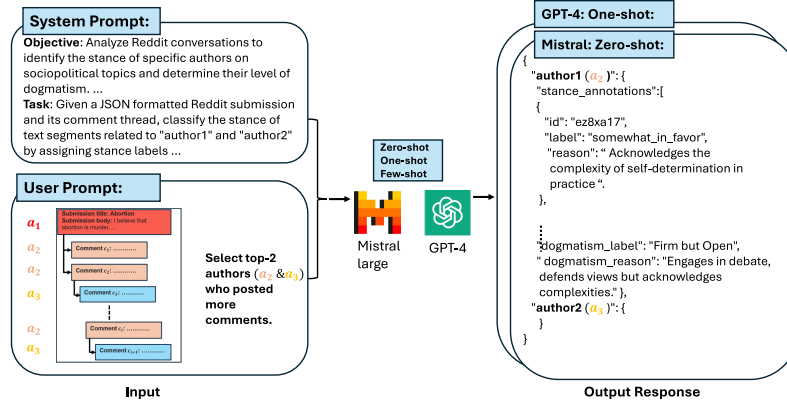 System Prompt:
Objective: Analyze Reddit conversations to
identify the stance of specific authors on
sociopolitical topics and determine their level of
dogmatism. ...
Task: Given a JSON formatted Reddit submission
and its comment thread, classify the stance of
text segments related to "author1" and "author2"
by assigning stance labels ...
User Prompt:
a1
Submission title: Abortion
Submission body: I believe that
abortion is murder ...
a2
Comment c1: ............
a2
Comment c2: ............
a3
Comment c3: ............
a2
Comment ci: ............
a3
Comment ci+1: ............
Select top-2
authors (a2 &a3)
who posted
more
comments.
Input
Zero-shot
One-shot
Few-shot
Mistral
large
GPT-4
GPT-4: One-shot:
Mistral: Zero-shot:
{
"author1 (a2 )": {
"stance_annotations":[
{
"id": "ez8xa17",
"label": "somewhat_in_favor",
"reason": “ Acknowledges the
complexity of self-determination in
practice “.
},
"dogmatism_label": "Firm but Open",
" dogmatism_reason": "Engages in debate,
defends views but acknowledges
complexities." },
"author2 (a3 )": {
}
}
Output Response